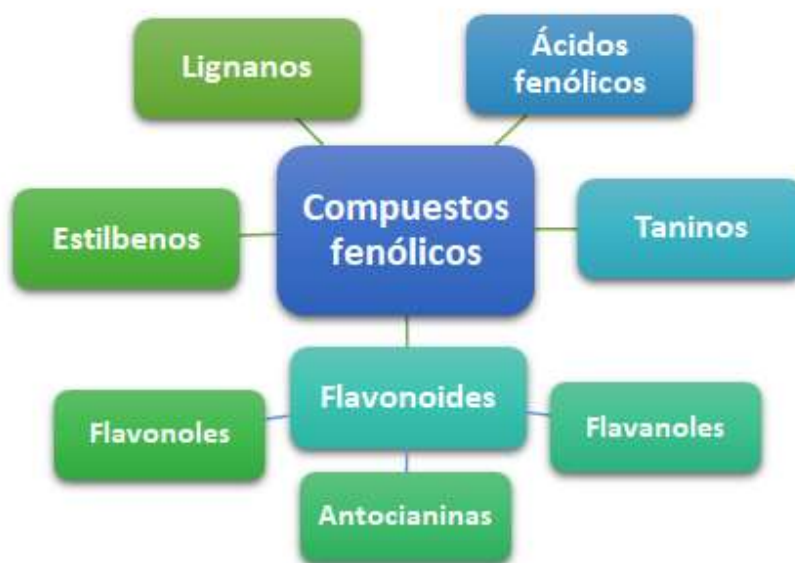 Lignanos
Ácidos
fenólicos
Compuestos
fenólicos
Estilbenos
Taninos
Flavonoides
Flavonoles
Flavanoles
Antocianinas